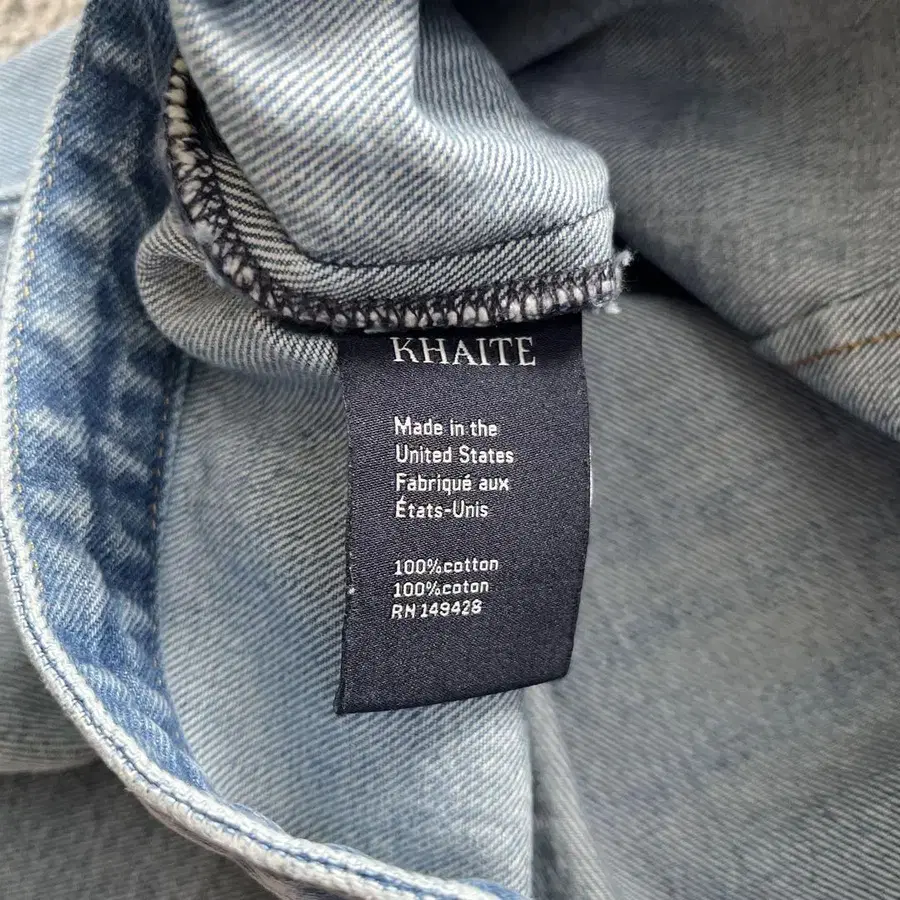 KHAITE
Made in the
United States
Fabriqué aux
États-Unis
100%cotton
100%coton
RN 149428